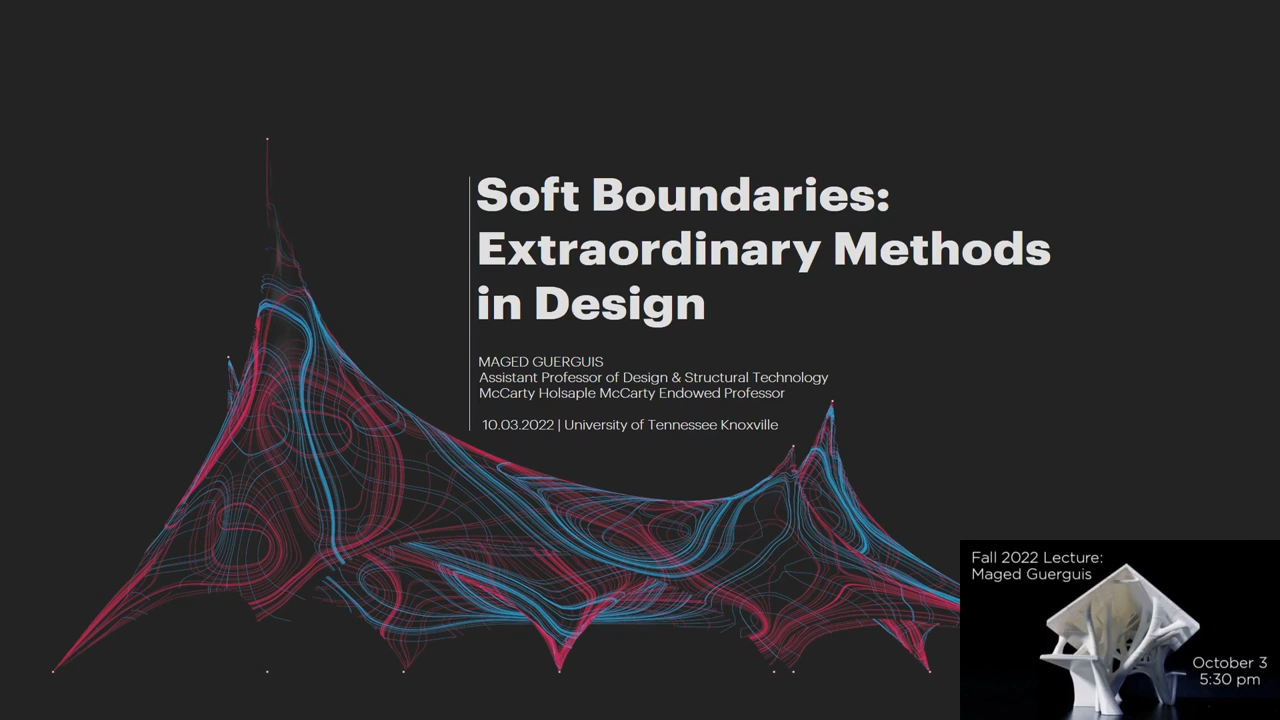 Soft Boundaries:
Extraordinary Methods
in Design
MAGED GUERGUIS
Assistant Professor of Design & Structural Technology
McCarty Holsaple McCarty Endowed Professor
10.03.2022 | University of Tennessee Knoxville
Fall 2022 Lecture:
Maged Guerguis
October 3
5:30 pm